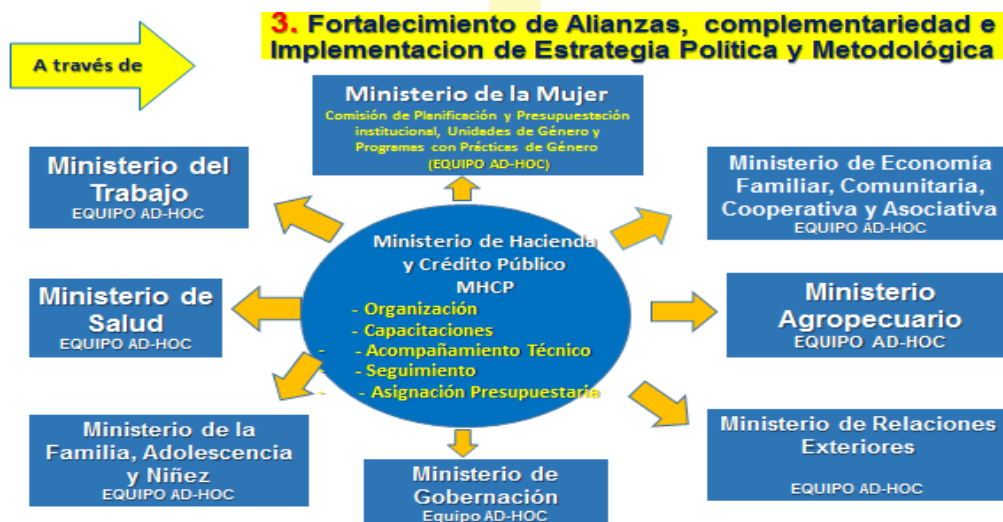 3. Fortalecimiento de Alianzas, complementariedad e
Implementacion de Estrategia Política y Metodológica
A través de
Ministerio de la Mujer
Comisión de Planificación y Presupuestación
institucional, Unidades de Género y
Programas con Prácticas de Género
(EQUIPO AD-HOC)
Ministerio del
Trabajo
EQUIPO AD-HOC
Ministerio de Economía
Familiar, Comunitaria,
Cooperativa y Asociativa
EQUIPO AD-HOC
Ministerio de Hacienda
y Crédito Público
MHCP
- Organización
- Capacitaciones
- - Acompañamiento Técnico
- - Seguimiento
- - Asignación Presupuestaria
Ministerio de
Salud
EQUIPO AD-HOC
Ministerio
Agropecuario
EQUIPO AD-HOC
Ministerio de la
Familia, Adolescencia
y Niñez
EQUIPO AD-HOC
Ministerio de
Gobernación
Equipo AD-HOC
Ministerio de Relaciones
Exteriores
EQUIPO AD-HOC